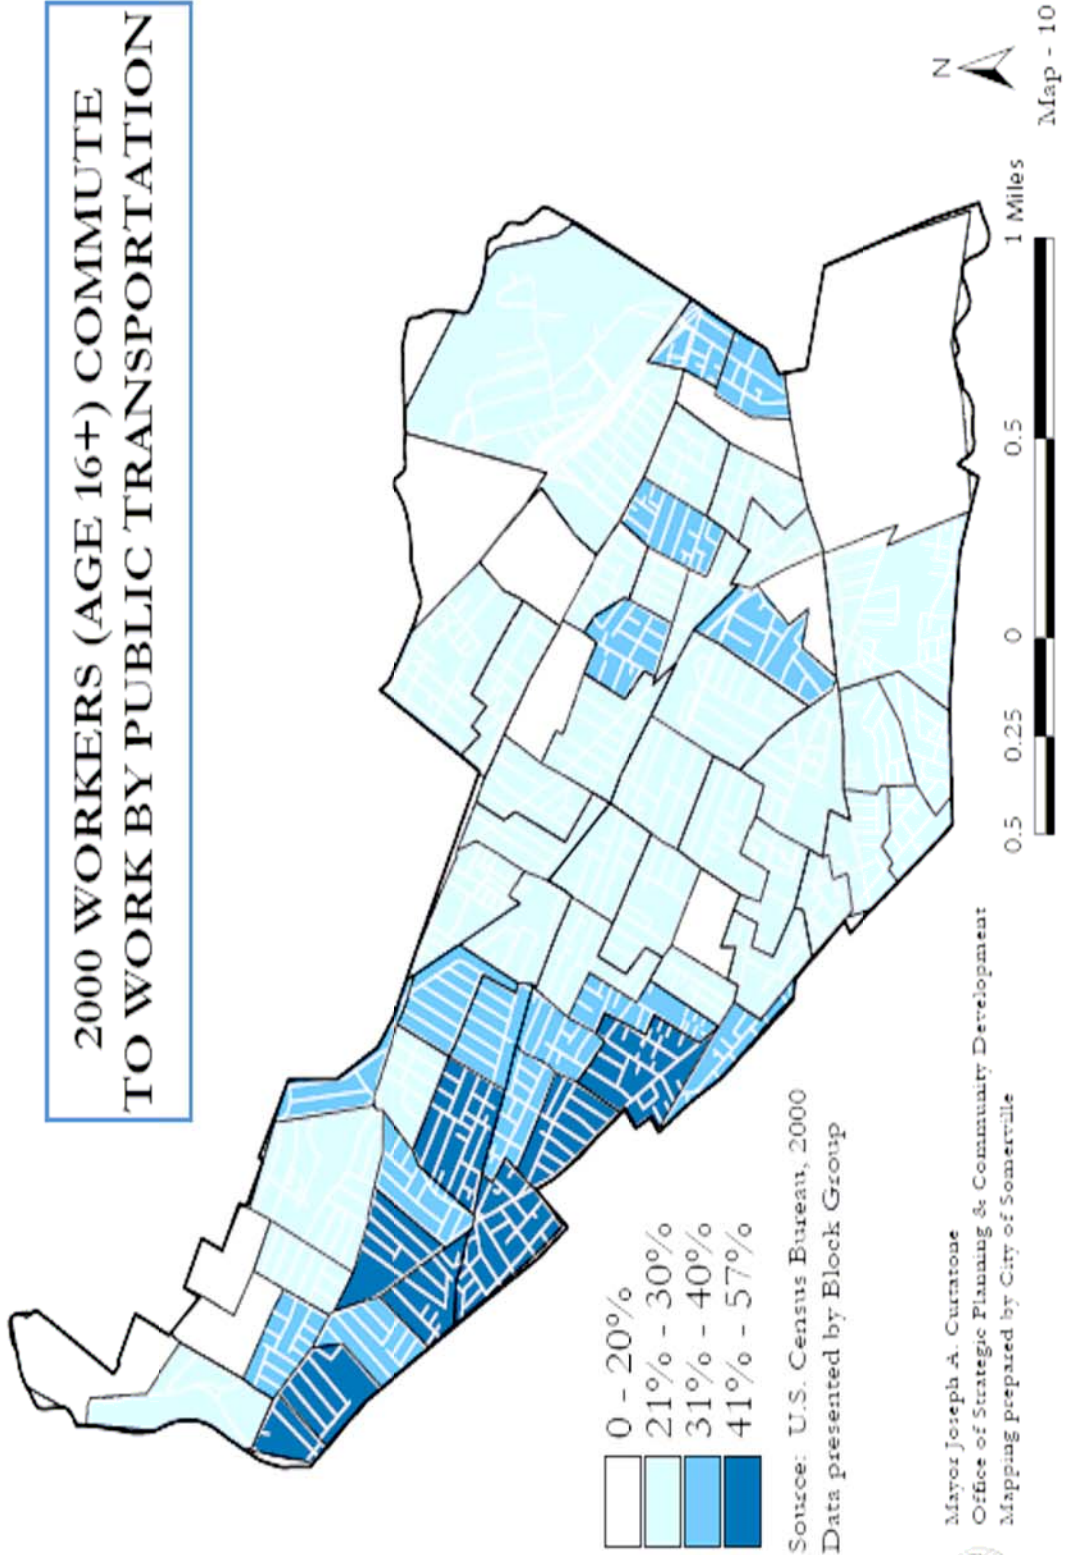 2000 WORKERS (AGE 16+) COMMUTE
TO WORK BY PUBLIC TRANSPORTATION
0 - 20%
21% - 30%
31% - 40%
41% - 57%
Source: U.S. Census Bureau, 2000
Data presented by Block Group
Mayor Joseph A. Curtatone
Office of Strategic Planning & Community Development
Mapping prepared by City of Somerville
0.5 0.25 0 0.5 1 Miles
N
Map - 10